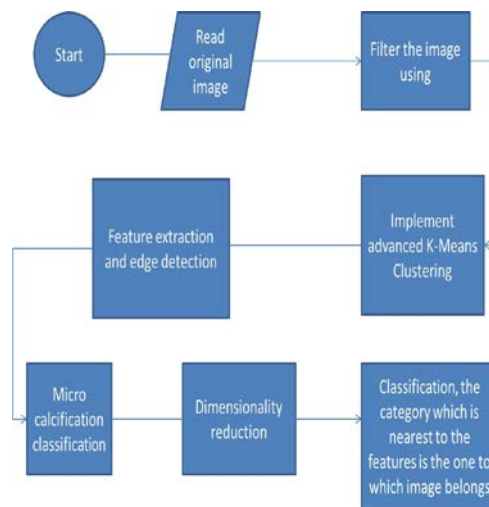 Start
Read
original
image
Filter the image
using
Implement
advanced K-Means
Clustering
Feature extraction
and edge detection
Micro
calcification
classification
Dimensionality
reduction
Classification, the
category which is
nearest to the
features is the one to
which image belongs